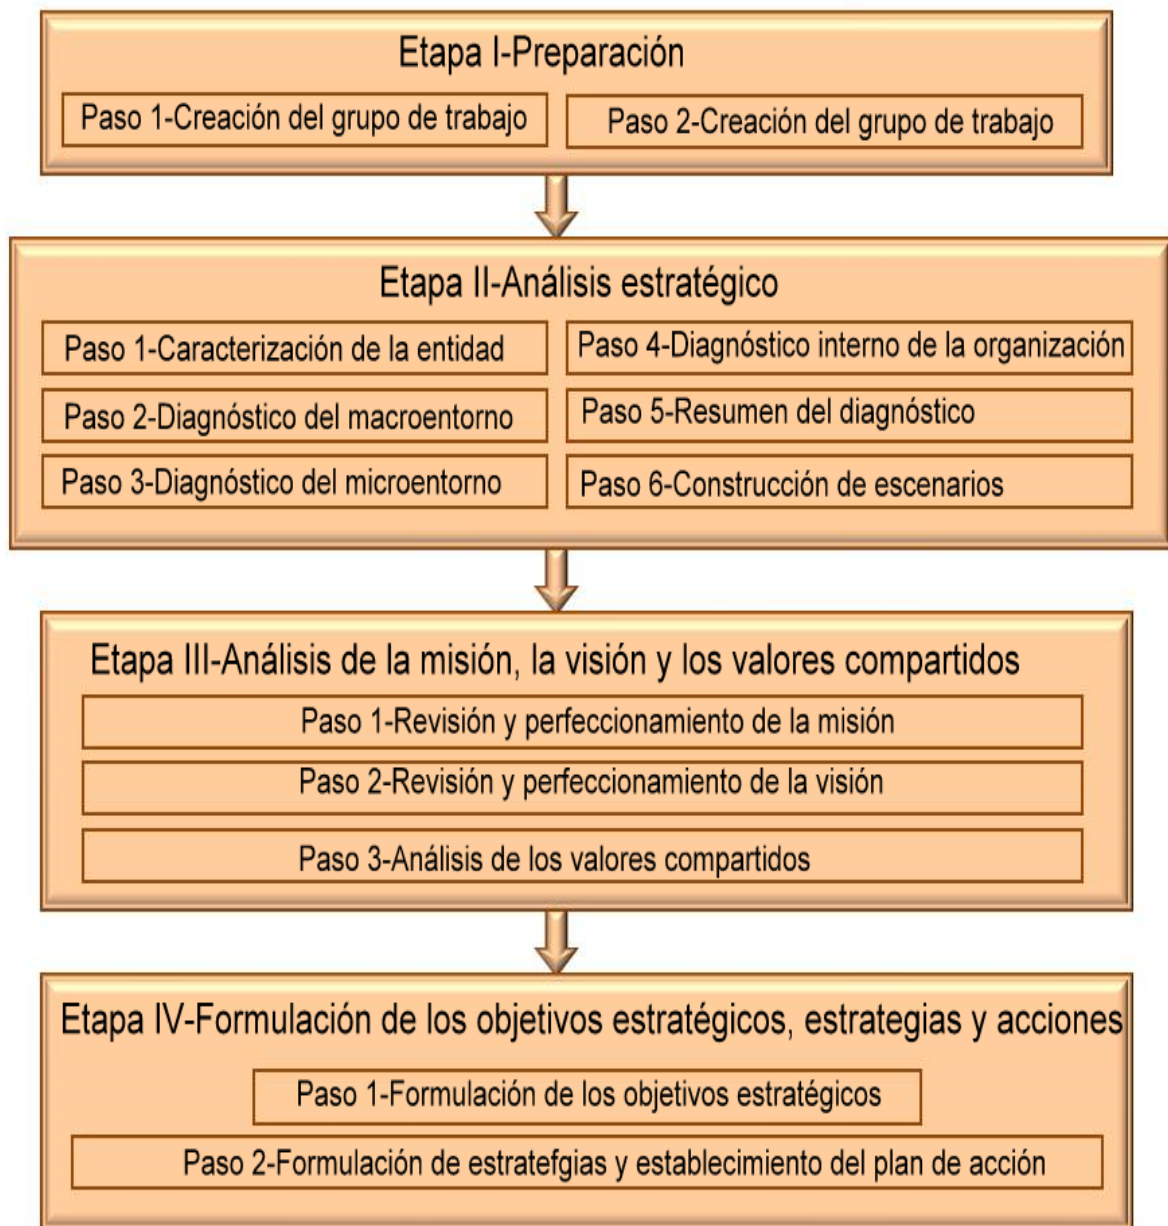 Etapa I-Preparación
Paso 1-Creación del grupo de trabajo
Paso 2-Creación del grupo de trabajo
Etapa II-Análisis estratégico
Paso 1-Caracterización de la entidad
Paso 2-Diagnóstico del macroentorno
Paso 3-Diagnóstico del microentorno
Paso 4-Diagnóstico interno de la organización
Paso 5-Resumen del diagnóstico
Paso 6-Construcción de escenarios
Etapa III-Análisis de la misión, la visión y los valores compartidos
Paso 1-Revisión y perfeccionamiento de la misión
Paso 2-Revisión y perfeccionamiento de la visión
Paso 3-Análisis de los valores compartidos
Etapa IV-Formulación de los objetivos estratégicos, estrategias y acciones
Paso 1-Formulación de los objetivos estratégicos
Paso 2-Formulación de estratefgias y establecimiento del plan de acción